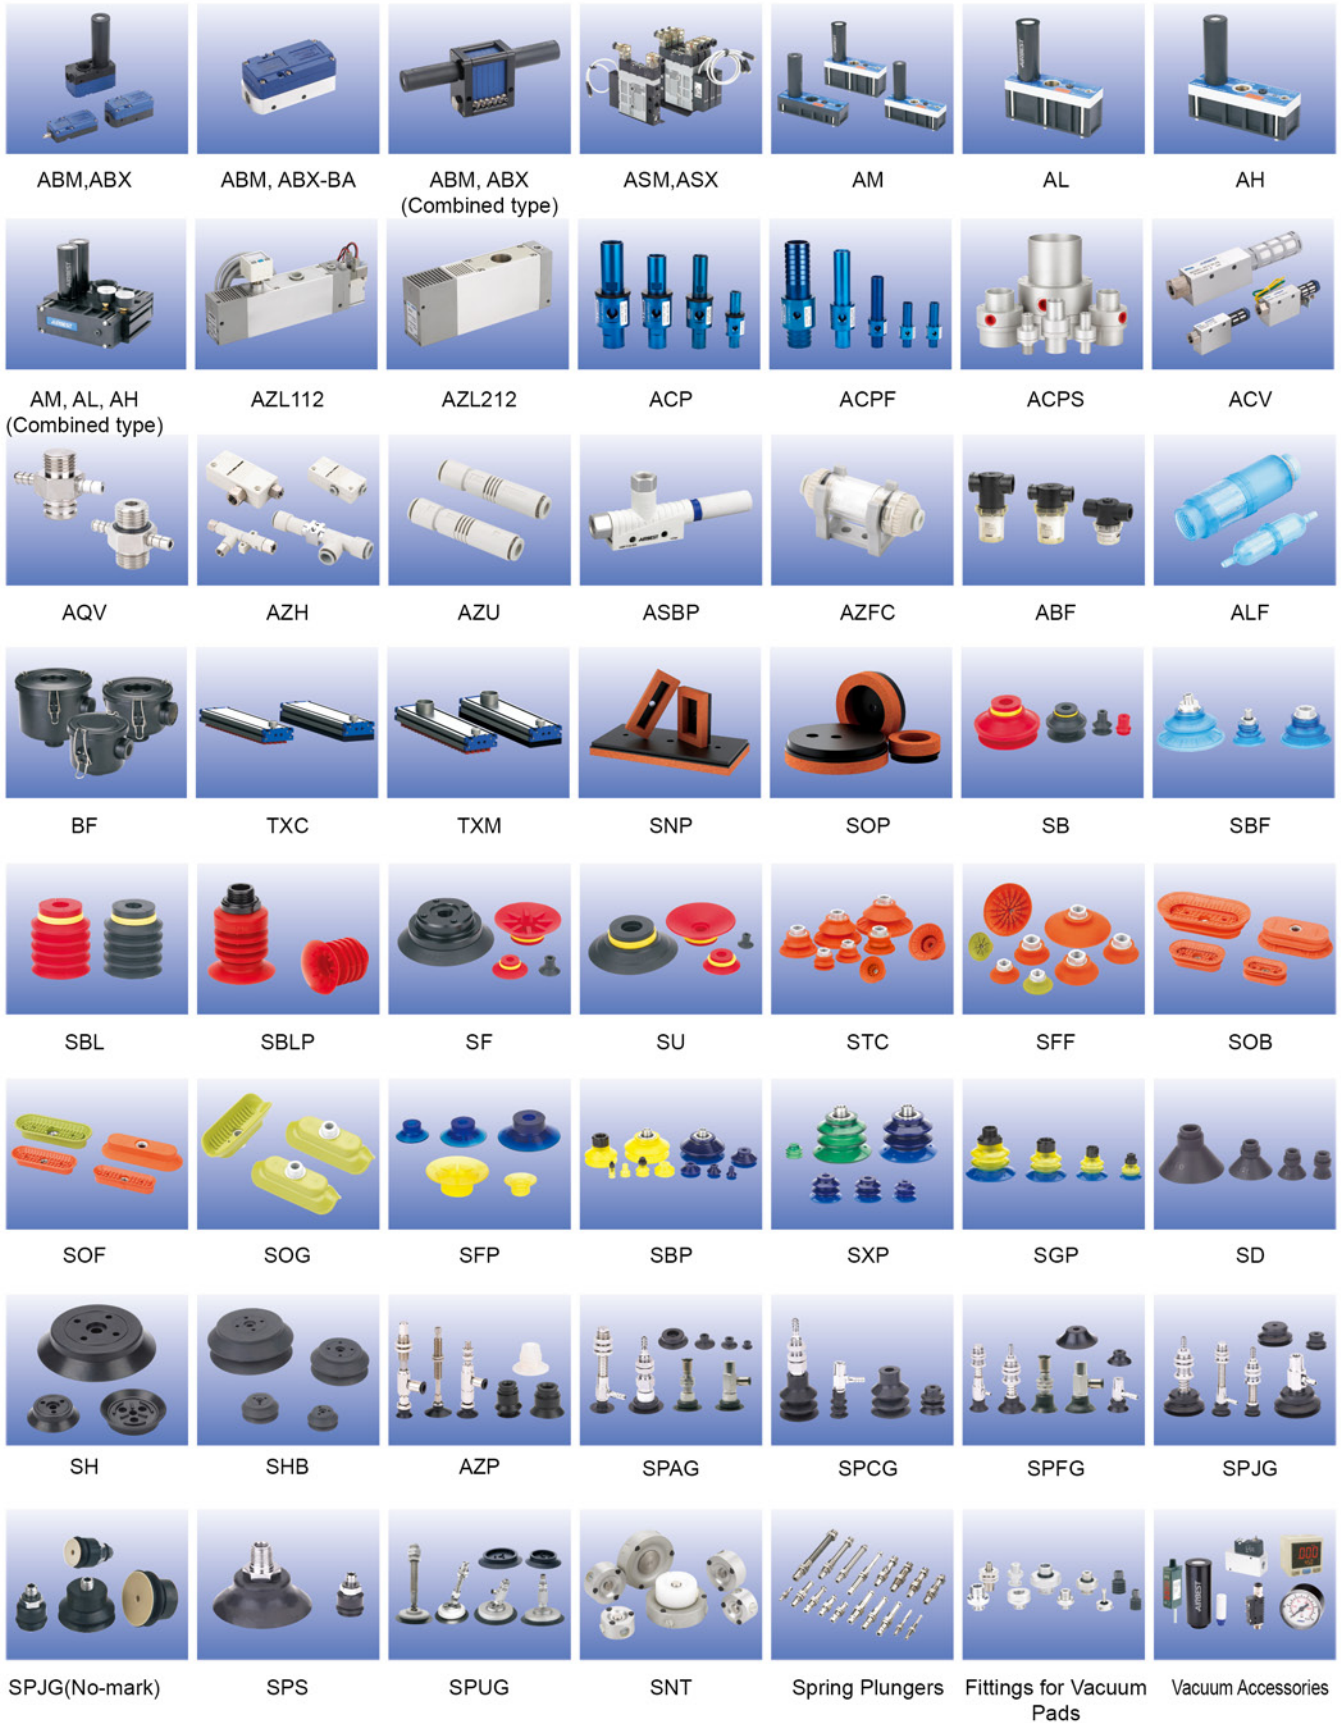 ABM,ABX
ABM, ABX-BA
ABM, ABX
(Combined type)
ASM,ASX
AM
AL
AH
AIRBEST
AM, AL, AH
(Combined type)
AZL112
AZL212
ACP
ACPF
ACPS
ACV
AIRBEST
AQV
AZH
AZU
ASBP
AZFC
ABF
ALF
BF
TXC
TXM
SNP
SOP
SB
SBF
SBL
SBLP
SF
SU
STC
SFF
SOB
SOF
SOG
SFP
SBP
SXP
SGP
SD
SH
SHB
AZP
SPAG
SPCG
SPFG
SPJG
AIRBEST
SPJG(No-mark)
SPS
SPUG
SNT
Spring Plungers
Fittings for Vacuum
Pads
Vacuum Accessories